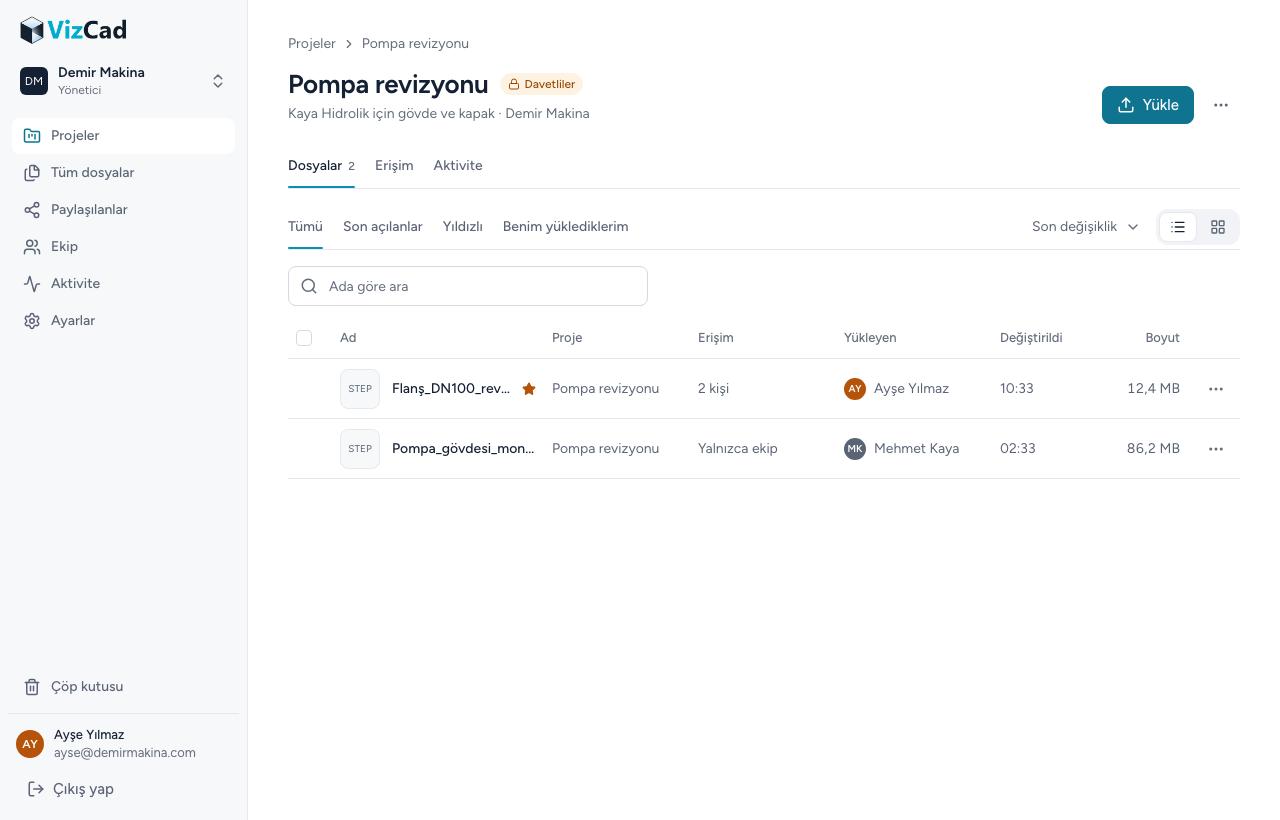 VizCad
DM
Demir Makina
Yönetici
Projeler
Tüm dosyalar
Paylaşılanlar
Ekip
Aktivite
Ayarlar
Çöp kutusu
AY
Ayşe Yılmaz
ayse@demirmakina.com
Çıkış yap
Projeler Pompa revizyonu
Pompa revizyonu Davetliler
Kaya Hidrolik için gövde ve kapak · Demir Makina
Yükle
Dosyalar 2 Erişim Aktivite
Tümü Son açılanlar Yıldızlı Benim yüklediklerim Son değişiklik
Ada göre ara
Ad Proje Erişim Yükleyen Değiştirildi Boyut
STEP Flanş_DN100_rev... Pompa revizyonu 2 kişi AY Ayşe Yılmaz 10:33 12,4 MB
STEP Pompa_gövdesi_mon... Pompa revizyonu Yalnızca ekip MK Mehmet Kaya 02:33 86,2 MB